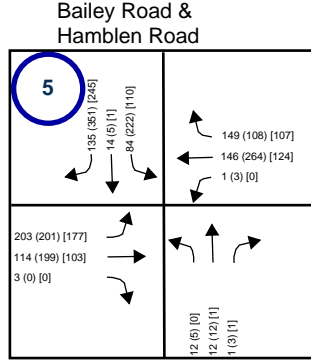 Bailey Road &
Hamblen Road
5
135 (351) [245]
14 (5) [1]
84 (222) [110]
149 (108) [107]
146 (264) [124]
1 (3) [0]
203 (201) [177]
114 (199) [103]
3 (0) [0]
12 (5) [0]
12 (12) [1]
1 (3) [1]